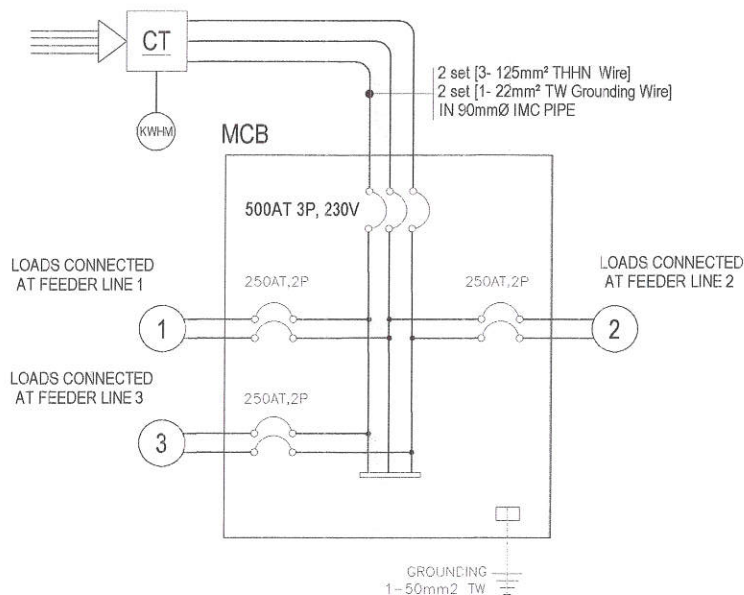 CT
KWHM
2 set [3- 125mm² THHN Wire]
2 set [1- 22mm² TW Grounding Wire]
IN 90mmØ IMC PIPE
MCB
500AT 3P, 230V
LOADS CONNECTED
AT FEEDER LINE 1
250AT,2P
1
250AT,2P
LOADS CONNECTED
AT FEEDER LINE 2
2
LOADS CONNECTED
AT FEEDER LINE 3
250AT,2P
3
GROUNDING
1-50mm2 TW